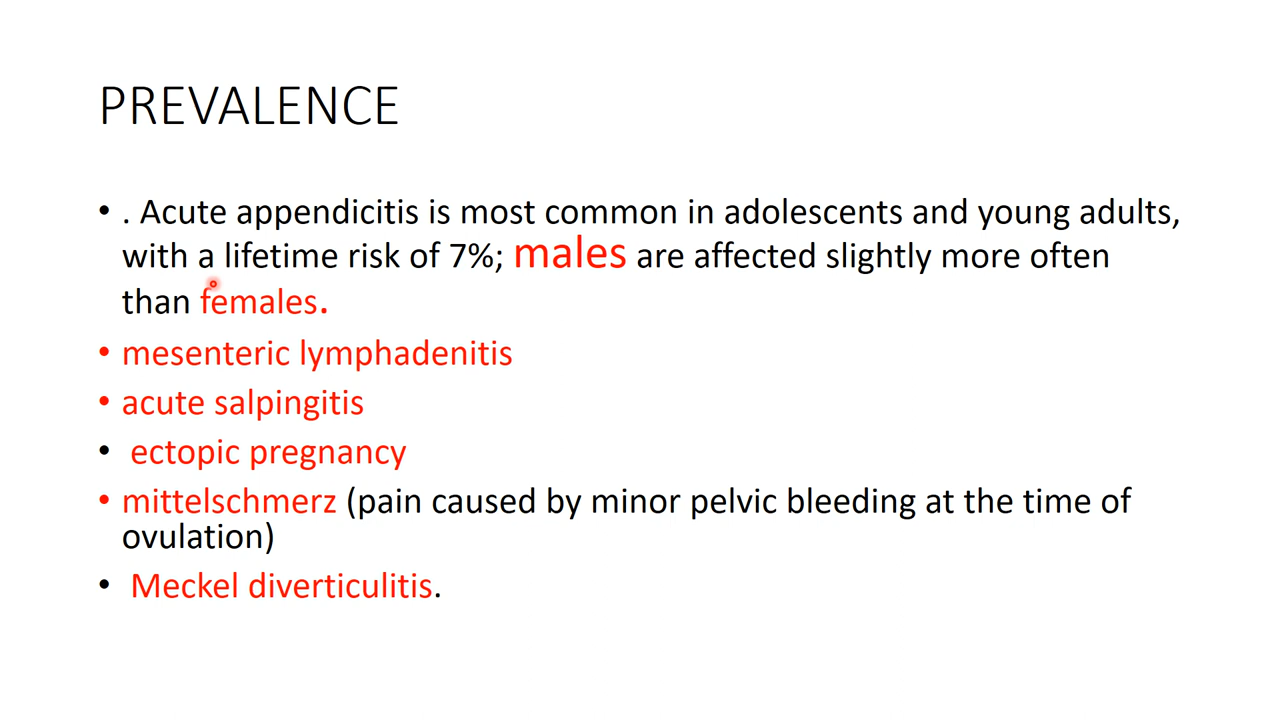 PREVALENCE
• . Acute appendicitis is most common in adolescents and young adults,
with a lifetime risk of 7%; males are affected slightly more often
than females.
• mesenteric lymphadenitis
• acute salpingitis
• ectopic pregnancy
• mittelschmerz (pain caused by minor pelvic bleeding at the time of
ovulation)
• Meckel diverticulitis.